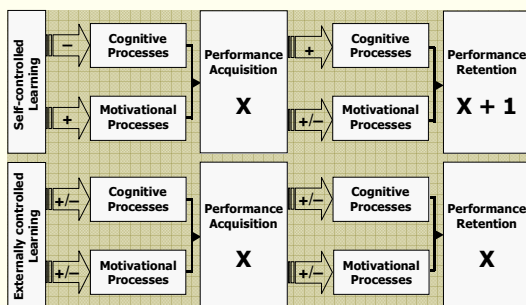 Self-controlled
Learning
–
Cognitive
Processes
+
Motivational
Processes
Performance
Acquisition
X
+
Cognitive
Processes
+/–
Motivational
Processes
Performance
Retention
X + 1
Externally controlled
Learning
+/–
Cognitive
Processes
+/–
Motivational
Processes
Performance
Acquisition
X
+/–
Cognitive
Processes
+/–
Motivational
Processes
Performance
Retention
X